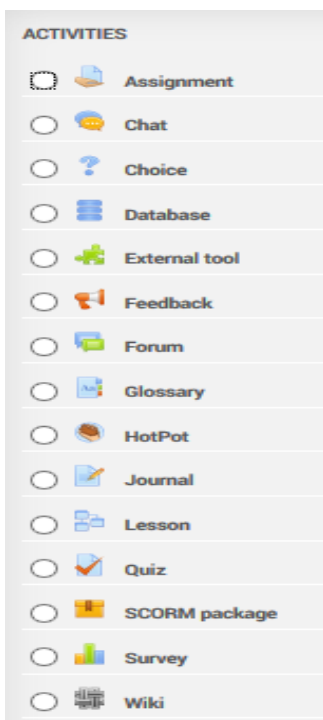 ACTIVITIES
Assignment
Chat
Choice
Database
External tool
Feedback
Forum
Glossary
HotPot
Journal
Lesson
Quiz
SCORM package
Survey
Wiki